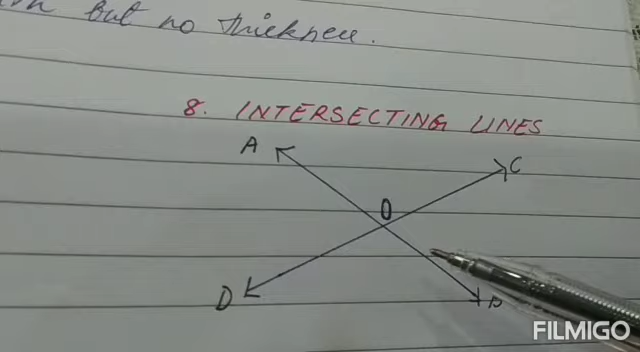 but no thickness.
8. INTERSECTING LINES
A
C
O
D
FILMIGO